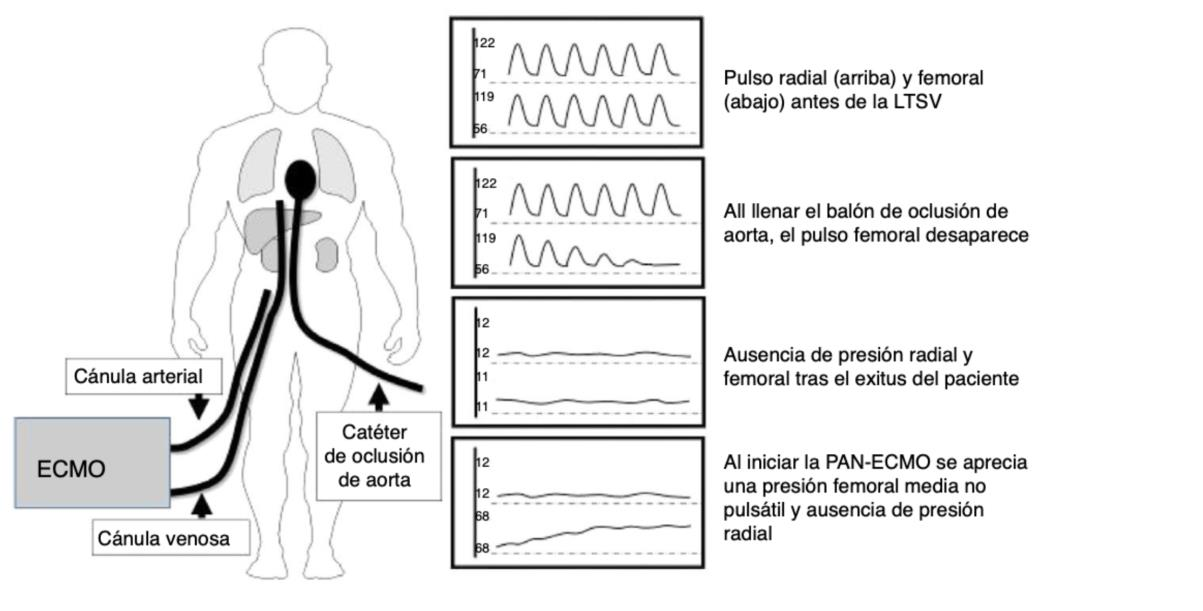 122
71
119
56
Pulso radial (arriba) y femoral
(abajo) antes de la LTSV
122
71
119
56
All llenar el balón de oclusión de
aorta, el pulso femoral desaparece
12
12
11
11
Ausencia de presión radial y
femoral tras el exitus del paciente
12
12
68
68
Al iniciar la PAN-ECMO se aprecia
una presión femoral media no
pulsátil y ausencia de presión
radial
Cánula arterial
ECMO
Cánula venosa
Catéter
de oclusión
de aorta